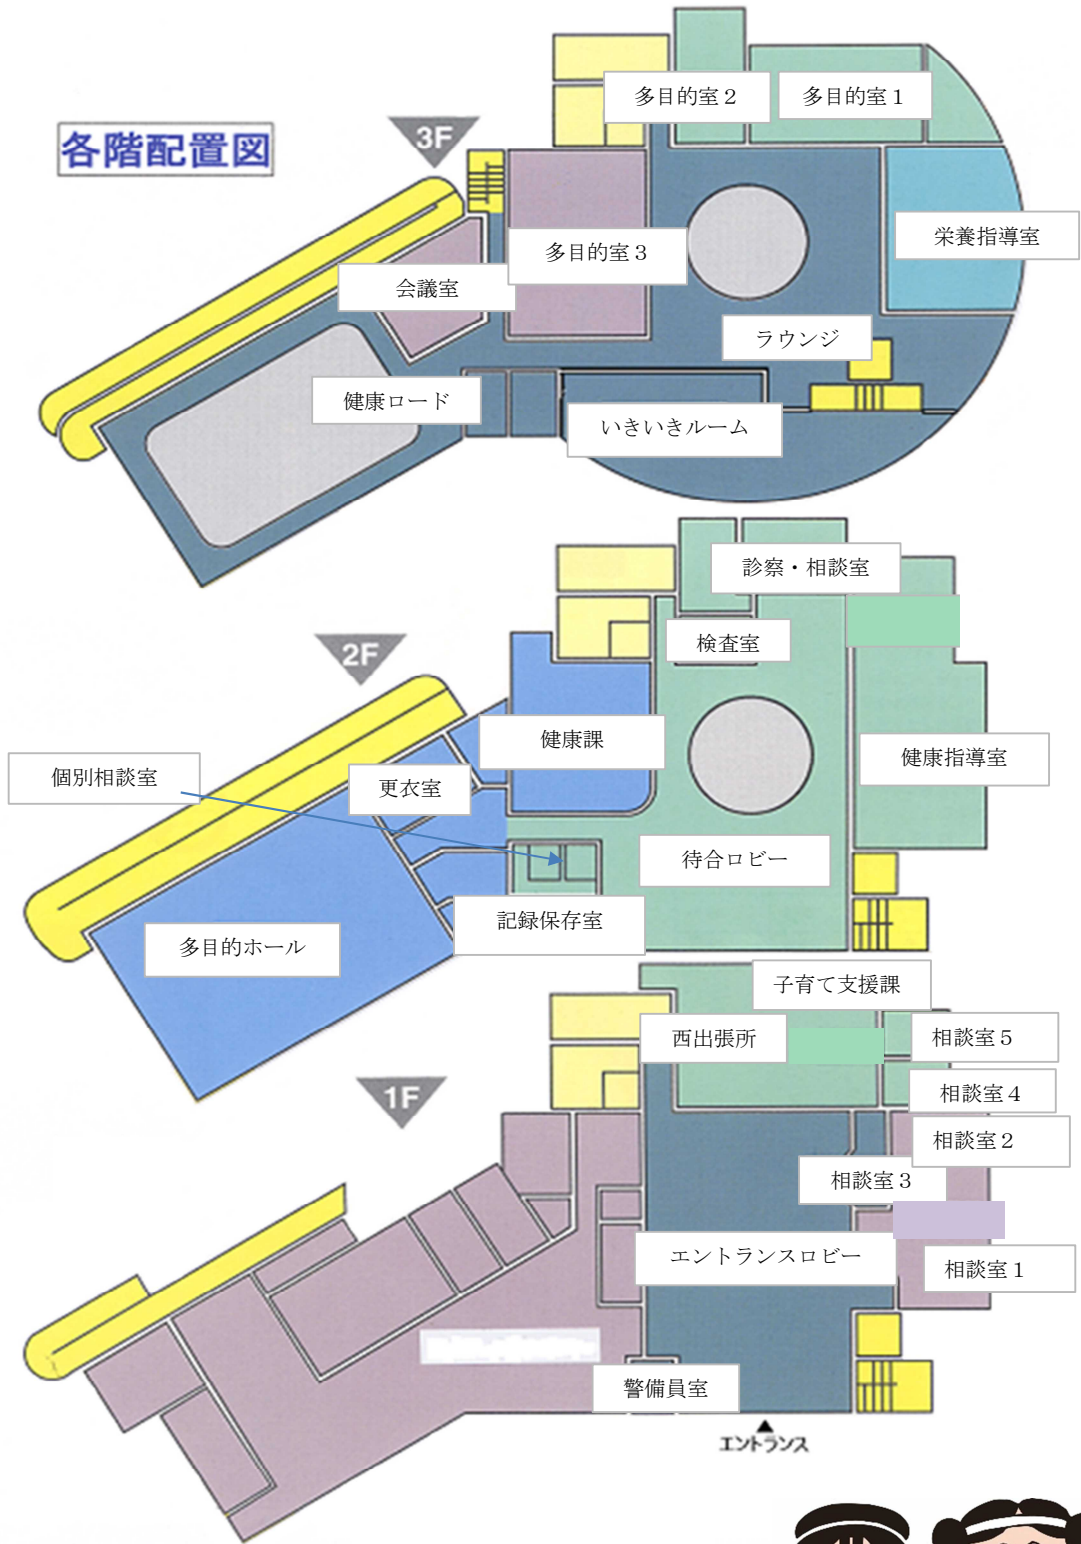 各階配置図
3F
多目的室２
多目的室１
栄養指導室
多目的室３
会議室
ラウンジ
健康ロード
いきいきルーム
2F
診察・相談室
検査室
健康課
健康指導室
個別相談室
更衣室
待合ロビー
記録保存室
多目的ホール
1F
子育て支援課
西出張所
相談室５
相談室４
相談室２
相談室３
エントランスロビー
相談室１
警備員室
▲
エントランス